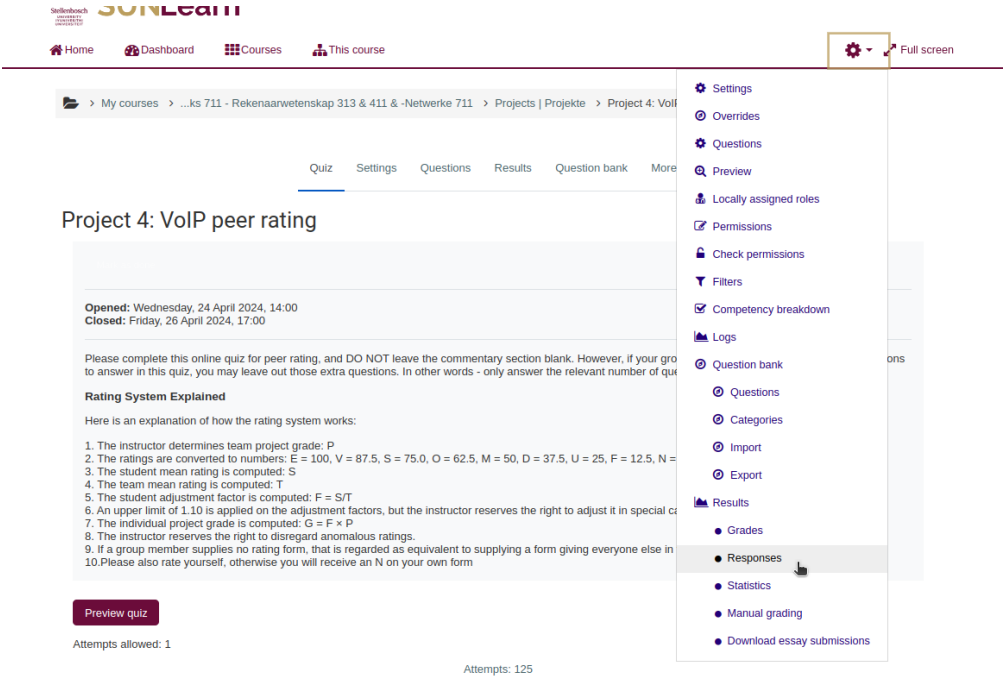 Stellenbosch
UNIVERSITY
IYUNIVESITHI
UNIVERSITEIT
SUNLearn
Home Dashboard Courses This course Full screen
My courses > ...ks 711 - Rekenaarwetenskap 313 & 411 & -Netwerke 711 > Projects | Projekte > Project 4: VoIP
Quiz Settings Questions Results Question bank More
Project 4: VoIP peer rating
Opened: Wednesday, 24 April 2024, 14:00
Closed: Friday, 26 April 2024, 17:00
Please complete this online quiz for peer rating, and DO NOT leave the commentary section blank. However, if your gro ons
to answer in this quiz, you may leave out those extra questions. In other words - only answer the relevant number of que
Rating System Explained
Here is an explanation of how the rating system works:
1. The instructor determines team project grade: P
2. The ratings are converted to numbers: E = 100, V = 87.5, S = 75.0, O = 62.5, M = 50, D = 37.5, U = 25, F = 12.5, N =
3. The student mean rating is computed: S
4. The team mean rating is computed: T
5. The student adjustment factor is computed: F = S/T
6. An upper limit of 1.10 is applied on the adjustment factors, but the instructor reserves the right to adjust it in special ca
7. The individual project grade is computed: G = F × P
8. The instructor reserves the right to disregard anomalous ratings.
9. If a group member supplies no rating form, that is regarded as equivalent to supplying a form giving everyone else in
10.Please also rate yourself, otherwise you will receive an N on your own form
Preview quiz
Attempts allowed: 1
Attempts: 125
Settings
Overrides
Questions
Preview
Locally assigned roles
Permissions
Check permissions
Filters
Competency breakdown
Logs
Question bank
Questions
Categories
Import
Export
Results
Grades
Responses
Statistics
Manual grading
Download essay submissions